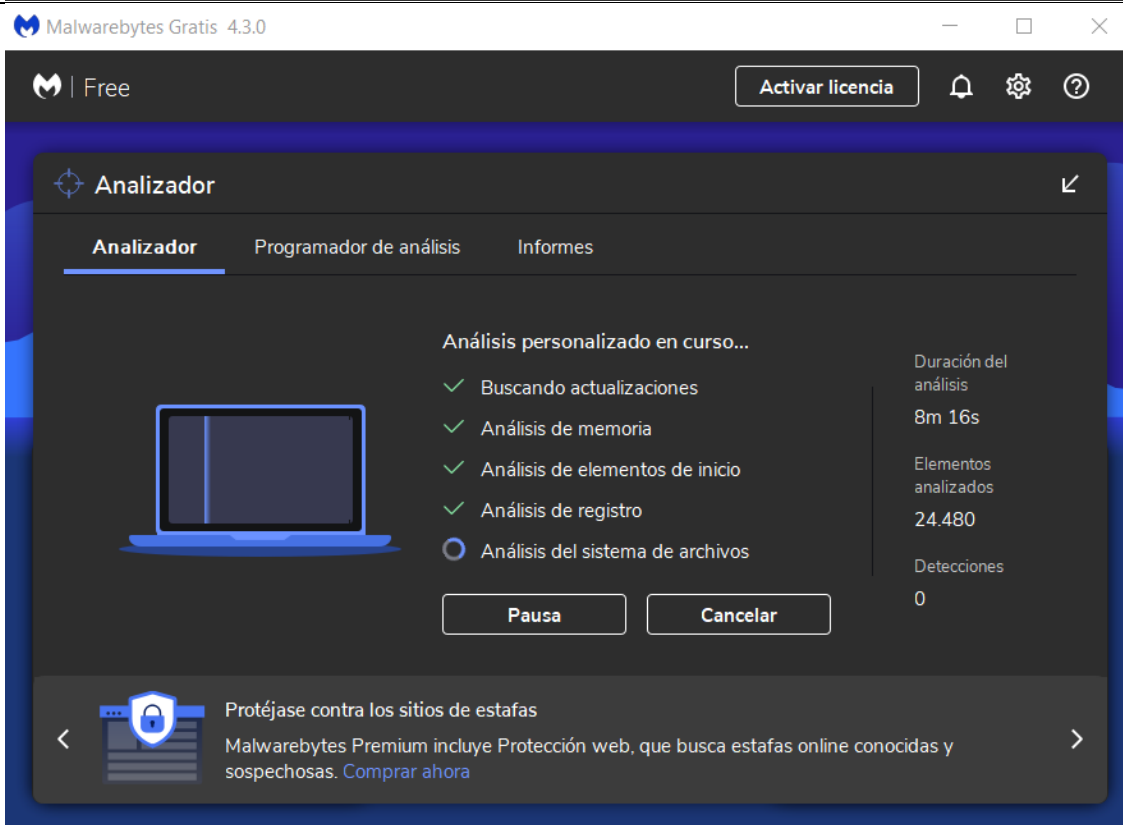 Malwarebytes Gratis 4.3.0
Free
Activar licencia
Analizador
Analizador
Programador de análisis
Informes
Análisis personalizado en curso...
Buscando actualizaciones
Análisis de memoria
Análisis de elementos de inicio
Análisis de registro
Análisis del sistema de archivos
Pausa
Cancelar
Duración del
análisis
8m 16s
Elementos
analizados
24.480
Detecciones
0
Protéjase contra los sitios de estafas
Malwarebytes Premium incluye Protección web, que busca estafas online conocidas y
sospechosas. Comprar ahora